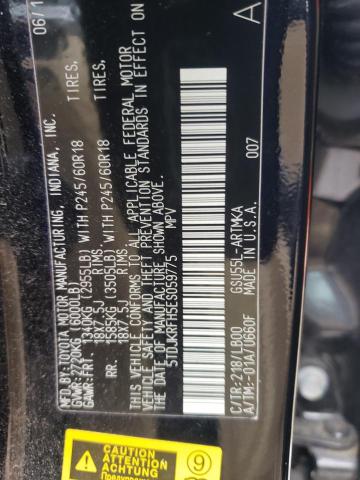 06/1
MFD.BY:TOYOTA MOTOR MANUFACTURING, INDIANA, INC.
GVWR:2720KG(6000LB)
GAWR:FRT. 1340KG(2955LB)WITH P245/60R18 TIRES,
18X7.5J RIMS,
RR. 1585KG(3505LB)WITH P245/60R18 TIRES,
18X7.5J RIMS,
THIS VEHICLE CONFORMS TO ALL APPLICABLE FEDERAL MOTOR
VEHICLE SAFETY, BUMPER, AND THEFT PREVENTION STANDARDS IN EFFECT
ON THE DATE OF MANUFACTURE SHOWN ABOVE.
5TDJKRFH5ES059775 MPV
A
007
C/TR:218/LB00 GSU55L-ARTMKA
A/TM:-01A/U660F U.S.A.
CAUTION
ATTENTION
ACHTUNG
9